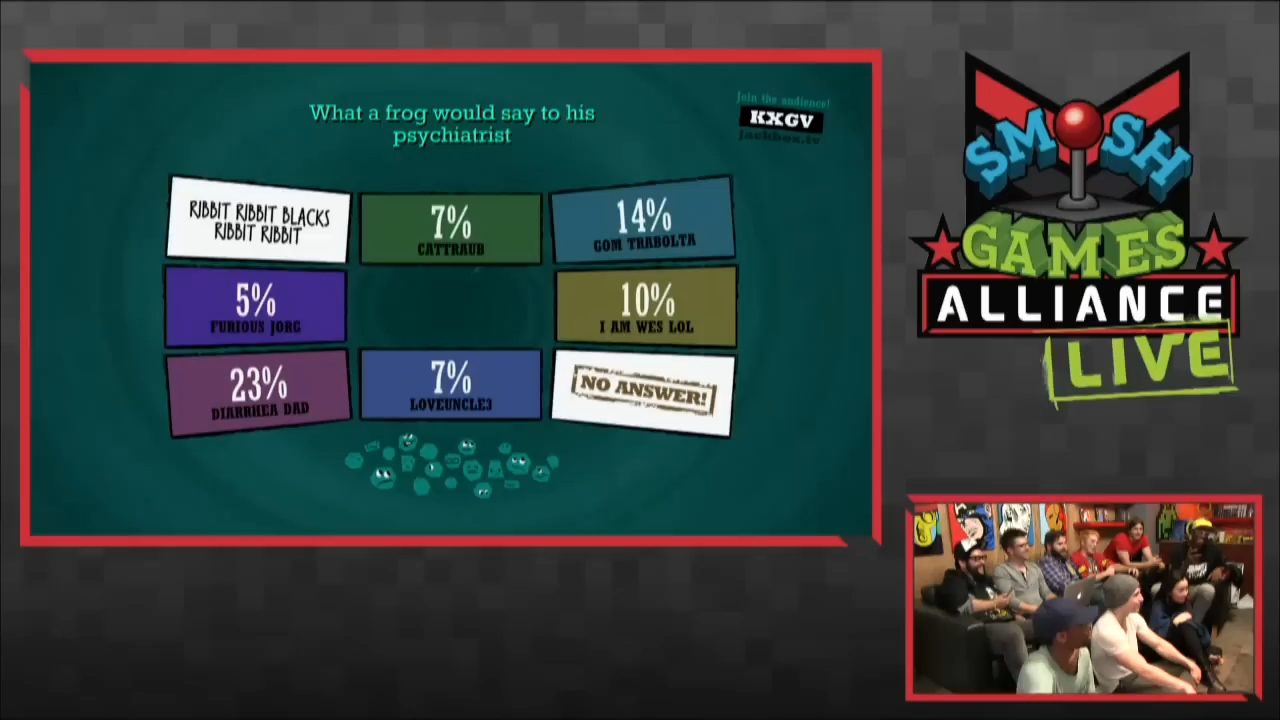 What a frog would say to his
psychiatrist
Join the audience!
KXGV
jackbox.tv
RIBBIT RIBBIT BLACKS
RIBBIT RIBBIT
7%
CATTRAUB
14%
GOM TRABOLTA
5%
FURIOUS JORG
10%
I AM WES LOL
23%
DIARRHEA DAD
7%
LOVEUNCLE3
NO ANSWER!
SMOSH
GAMES
ALLIANCE
LIVE